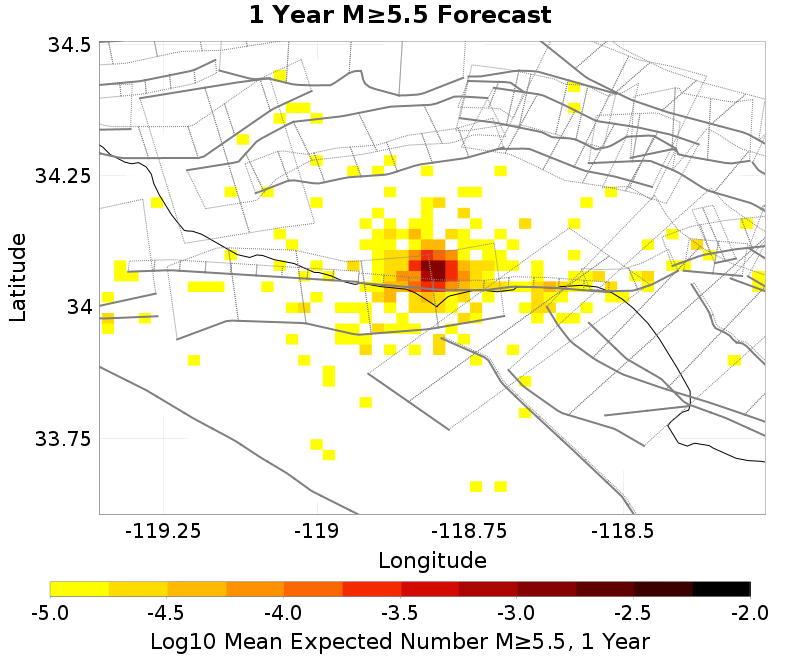 1 Year M≥5.5 Forecast
34.5
34.25
34
33.75
Latitude
-119.25 -119 -118.75 -118.5
Longitude
-5.0 -4.5 -4.0 -3.5 -3.0 -2.5 -2.0
Log10 Mean Expected Number M≥5.5, 1 Year